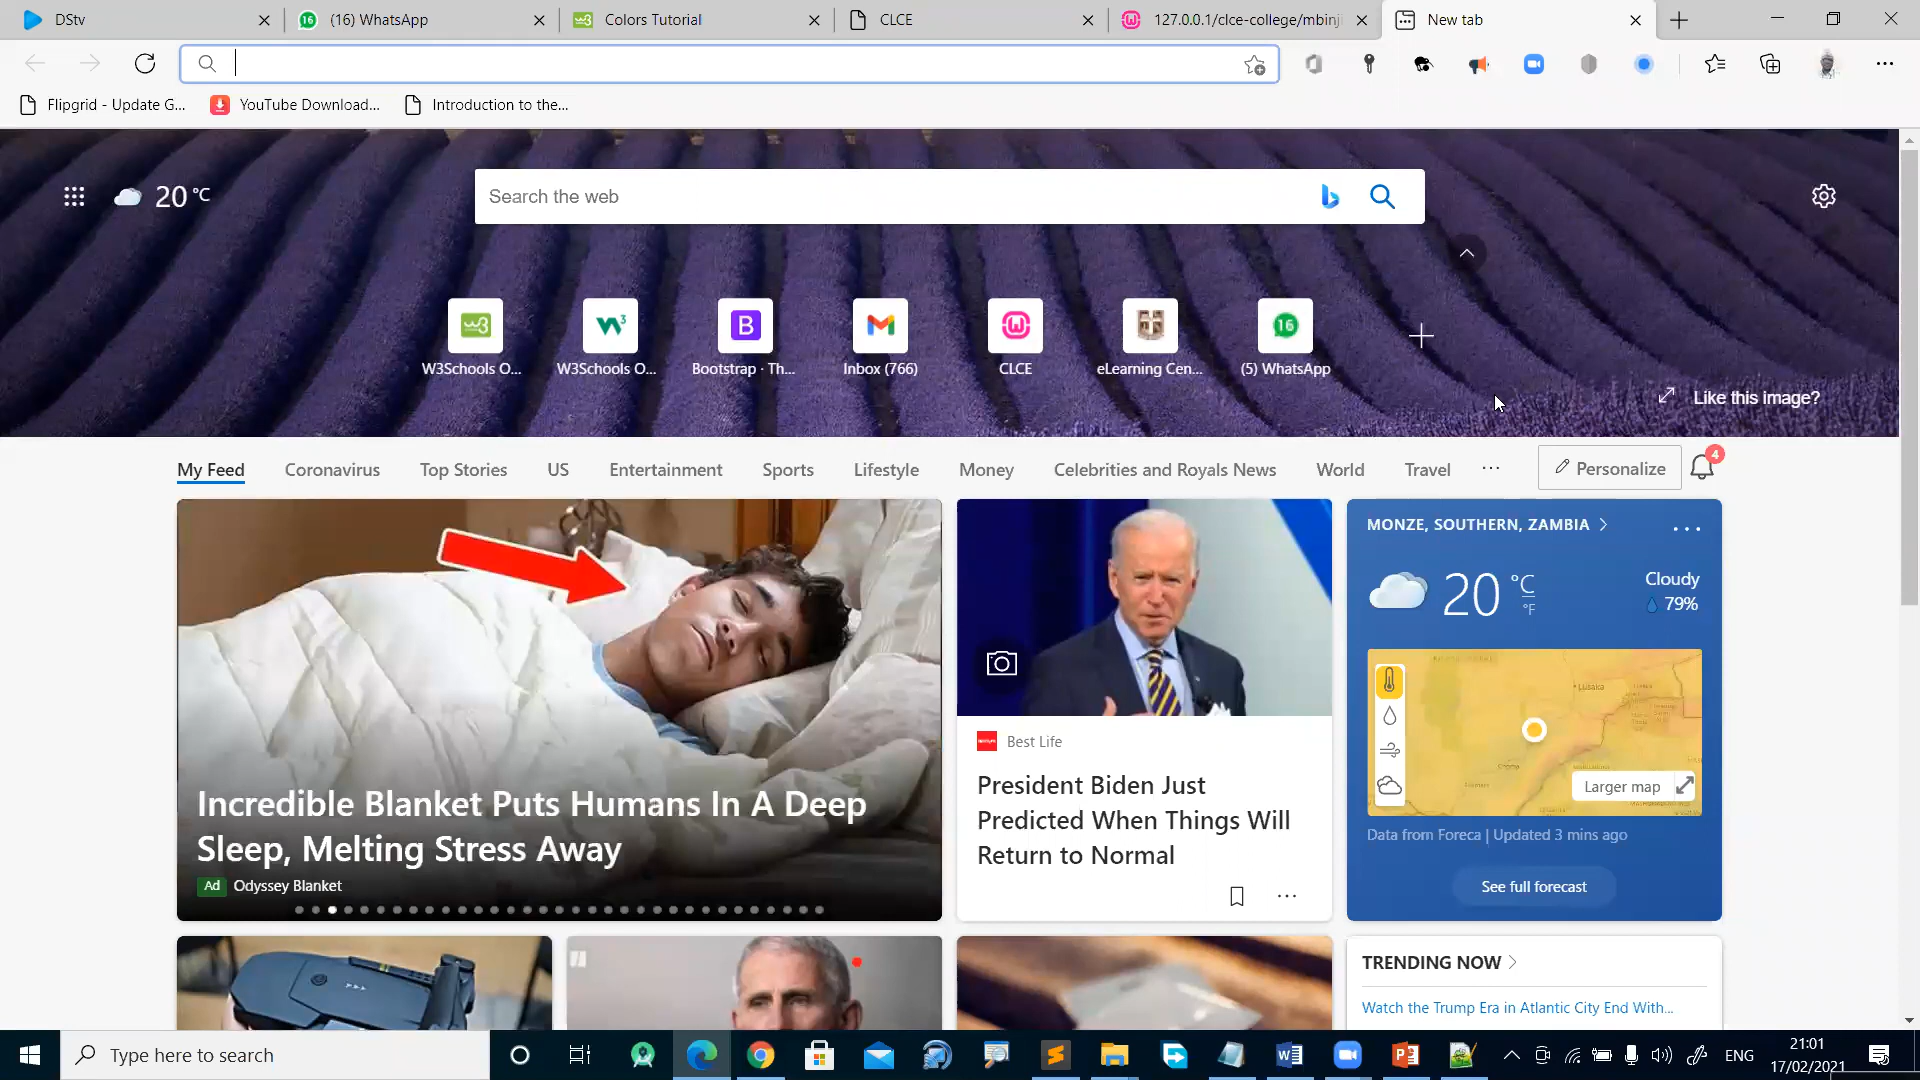 DStv
(16) WhatsApp
Colors Tutorial
CLCE
127.0.0.1/clce-college/mbinji
New tab
Flipgrid - Update G...
YouTube Download...
Introduction to the...
20 °C
Search the web
W3Schools O...
W3Schools O...
Bootstrap · Th...
Inbox (766)
CLCE
eLearning Cen...
(5) WhatsApp
Like this image?
My Feed
Coronavirus
Top Stories
US
Entertainment
Sports
Lifestyle
Money
Celebrities and Royals News
World
Travel
Personalize
4
Incredible Blanket Puts Humans In A Deep
Sleep, Melting Stress Away
Ad Odyssey Blanket
Best Life
President Biden Just
Predicted When Things Will
Return to Normal
MONZE, SOUTHERN, ZAMBIA
20 °C
°F
Cloudy
79%
Lusaka
Choma
Larger map
Data from Foreca | Updated 3 mins ago
See full forecast
TRENDING NOW
Watch the Trump Era in Atlantic City End With...
Type here to search
ENG
21:01
17/02/2021